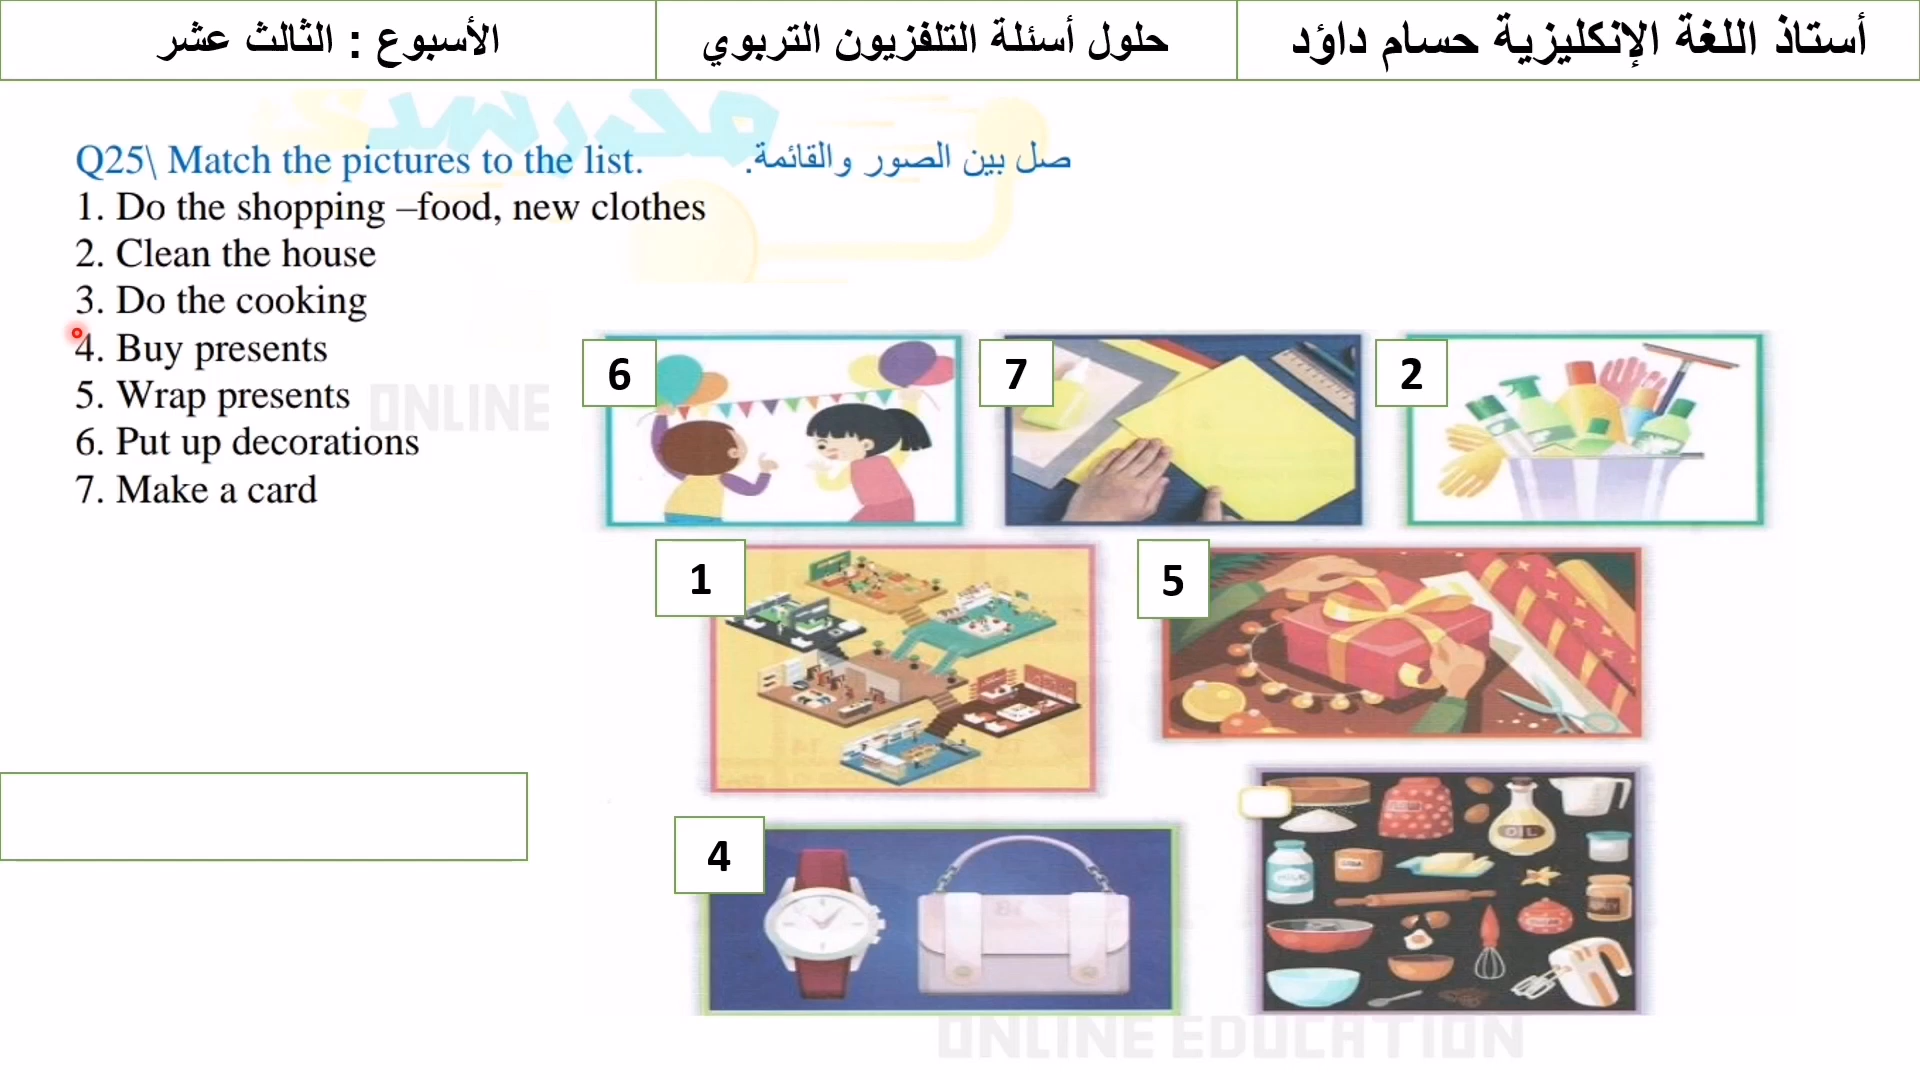 أستاذ اللغة الإنكليزية حسام داؤد
حلول أسئلة التلفزيون التربوي
الأسبوع : الثالث عشر
مدرستي
Q25\ Match the pictures to the list. صل بين الصور والقائمة.
1. Do the shopping –food, new clothes
2. Clean the house
3. Do the cooking
4. Buy presents
5. Wrap presents
6. Put up decorations
7. Make a card
ONLINE
6
7
2
1
5
4
OIL
ONLINE EDUCATION